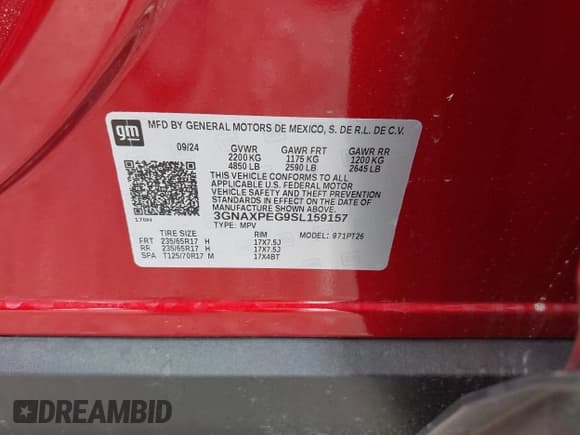 gm
MFD BY GENERAL MOTORS DE MEXICO, S. DE R.L. DE C.V.
09/24 GVWR GAWR FRT GAWR RR
2200 KG 1175 KG 1200 KG
4850 LB 2590 LB 2645 LB
THIS VEHICLE CONFORMS TO ALL
APPLICABLE U.S. FEDERAL MOTOR
VEHICLE SAFETY AND THEFT PREVENTION
STANDARDS IN EFFECT ON THE DATE OF
MANUFACTURE SHOWN ABOVE.
3GNAXPEG9SL159157
TYPE: MPV
TIRE SIZE RIM MODEL: 971PT26
FRT 235/65R17 H 17X7.5J
RR 235/65R17 H 17X7.5J
SPA T125/70R17 M 17X4BT
DREAMBID